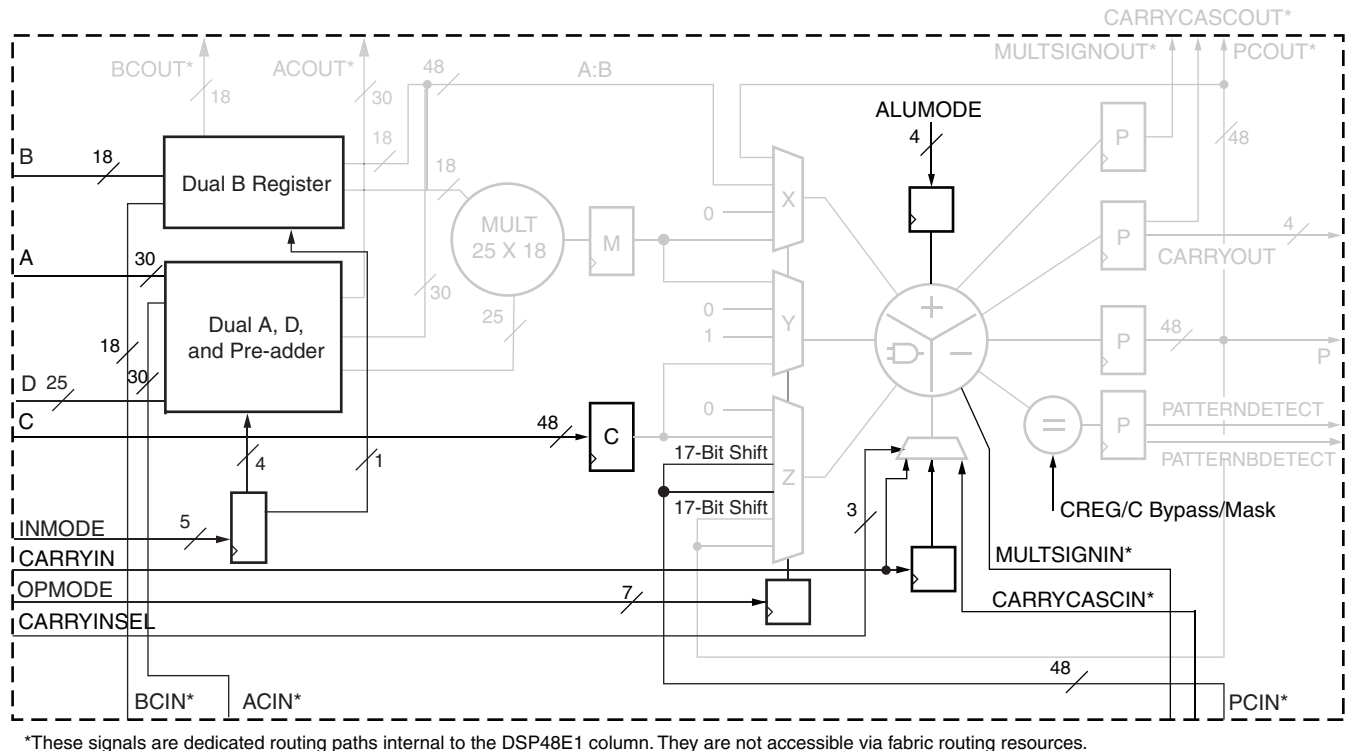 CARRYCASCOUT*
MULTSIGNOUT* PCOUT*
BCOUT* ACOUT* 48 A:B
18 30
ALUMODE
4
B 18
Dual B Register
18
18
MULT
25 X 18
M
0
X
P
48
P
4
CARRYOUT
A 30
Dual A, D,
and Pre-adder
30
25
0
1
Y
+
−
P
48
P
18
30
D 25
C
48
C
0
17-Bit Shift
Z
17-Bit Shift
=
P
PATTERNDETECT
PATTERNBDETECT
4
1
3
CREG/C Bypass/Mask
INMODE 5
CARRYIN
MULTSIGNIN*
OPMODE 7
CARRYCASCIN*
CARRYINSEL
48
BCIN* ACIN*
PCIN*
*These signals are dedicated routing paths internal to the DSP48E1 column. They are not accessible via fabric routing resources.